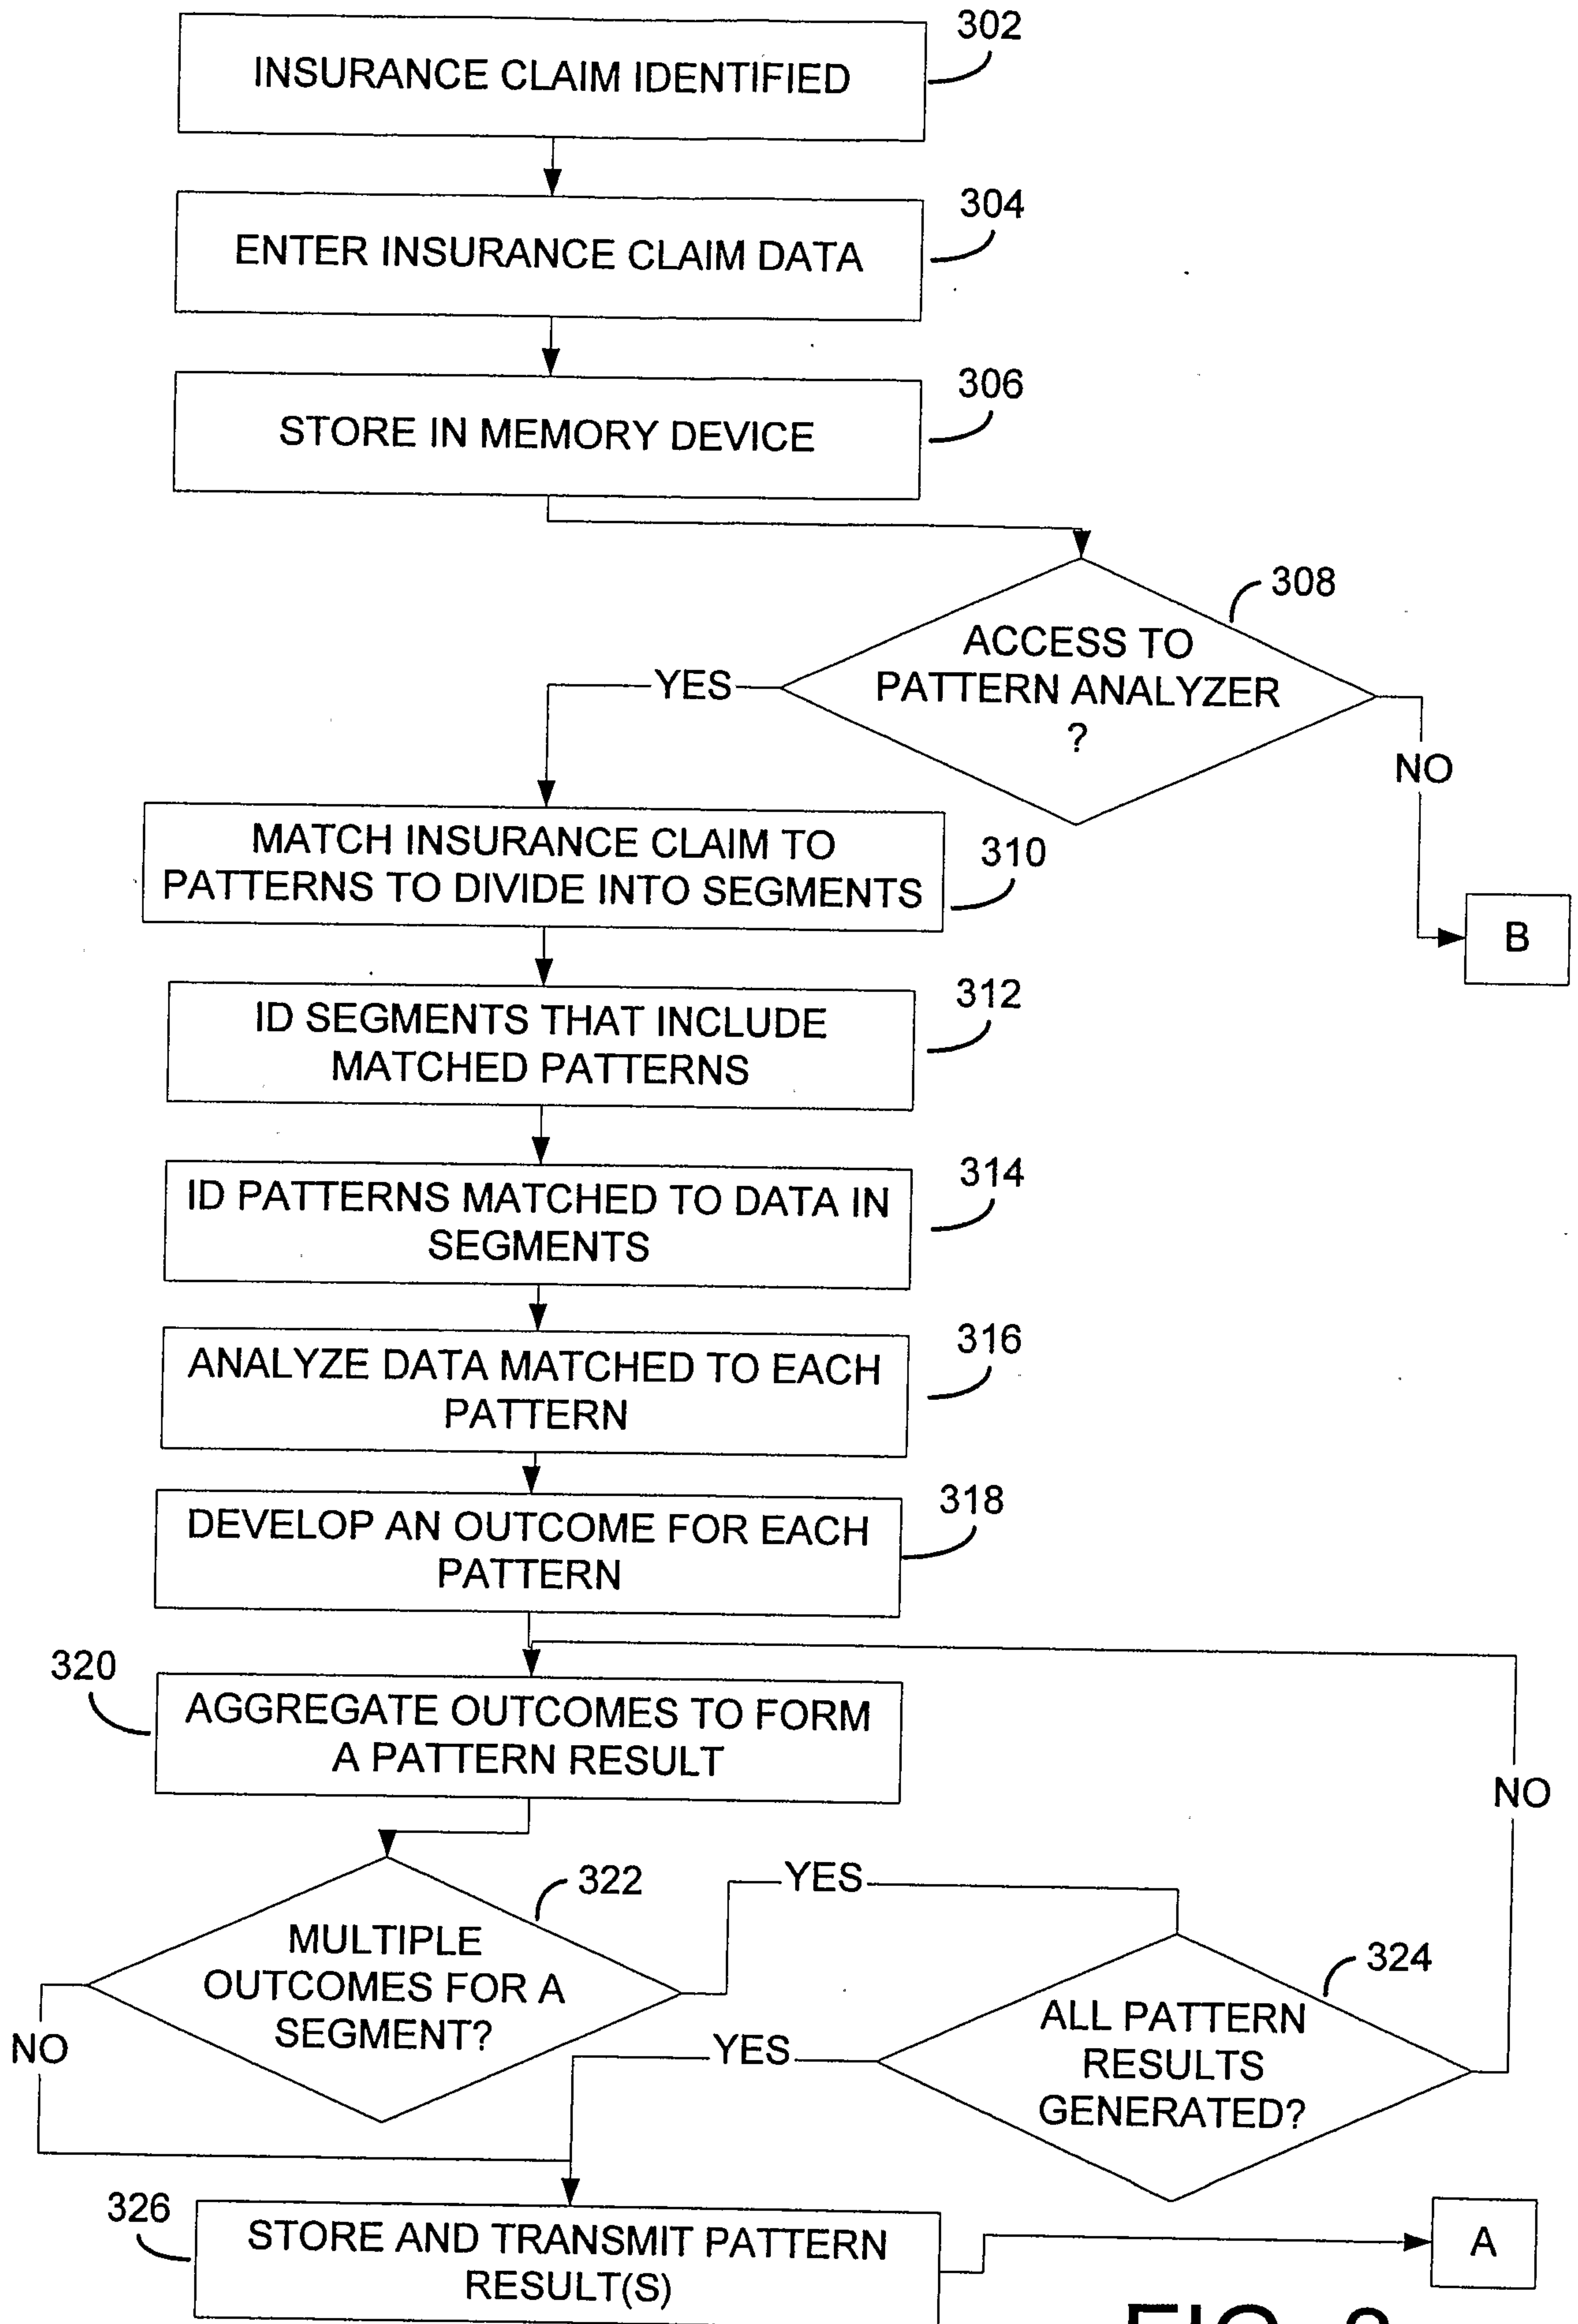 302
INSURANCE CLAIM IDENTIFIED
304
ENTER INSURANCE CLAIM DATA
306
STORE IN MEMORY DEVICE
308
ACCESS TO
PATTERN ANALYZER
?
YES
NO
MATCH INSURANCE CLAIM TO
PATTERNS TO DIVIDE INTO SEGMENTS
310
B
312
ID SEGMENTS THAT INCLUDE
MATCHED PATTERNS
314
ID PATTERNS MATCHED TO DATA IN
SEGMENTS
316
ANALYZE DATA MATCHED TO EACH
PATTERN
318
DEVELOP AN OUTCOME FOR EACH
PATTERN
320
AGGREGATE OUTCOMES TO FORM
A PATTERN RESULT
NO
322
YES
MULTIPLE
OUTCOMES FOR A
SEGMENT?
NO
324
ALL PATTERN
RESULTS
GENERATED?
YES
326
STORE AND TRANSMIT PATTERN
RESULT(S)
A
FIG.